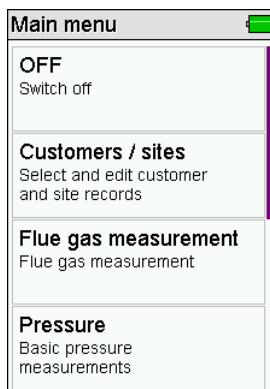 Main menu
OFF
Switch off
Customers / sites
Select and edit customer
and site records
Flue gas measurement
Flue gas measurement
Pressure
Basic pressure
measurements